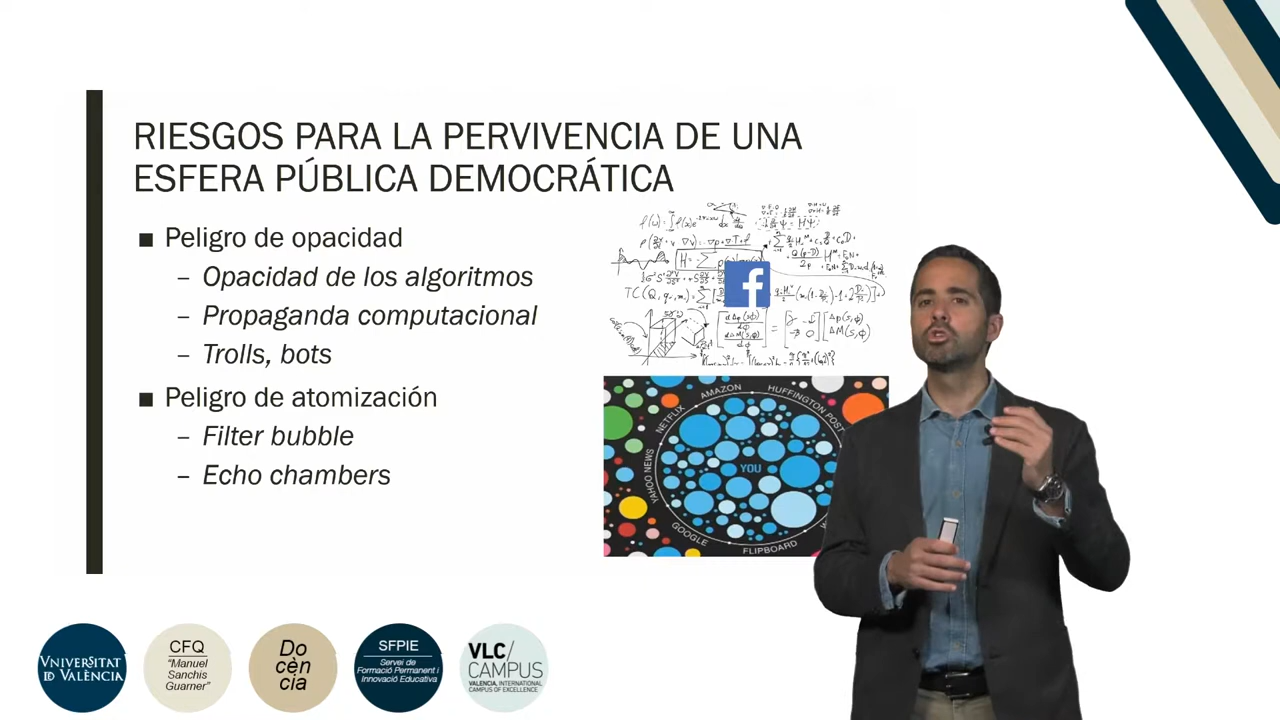 RIESGOS PARA LA PERVIVENCIA DE UNA
ESFERA PÚBLICA DEMOCRÁTICA
■ Peligro de opacidad
– Opacidad de los algoritmos
– Propaganda computacional
– Trolls, bots
■ Peligro de atomización
– Filter bubble
– Echo chambers
f
YAHOO NEWS
NETFLIX
AMAZON
HUFFINGTON POST
YOU
GOOGLE
FLIPBOARD
VNIVERSITAT
ID VALÈNCIA
CFQ
"Manuel
Sanchis
Guarner"
Do
cèn
cia
SFPIE
Servei de
Formació Permanent i
Innovació Educativa
VLC/
CAMPUS
VALENCIA, INTERNATIONAL
CAMPUS OF EXCELLENCE